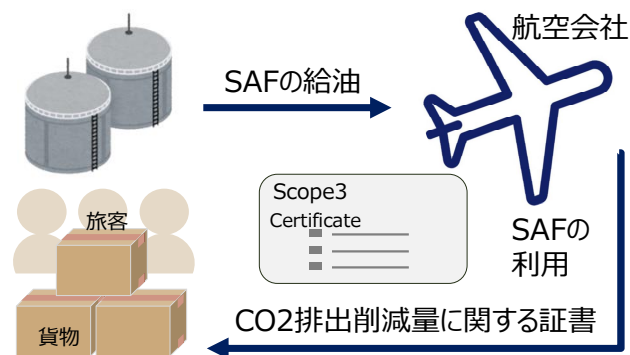 航空会社
SAFの給油
Scope3
Certificate
旅客
SAFの
利用
CO2排出削減量に関する証書
貨物